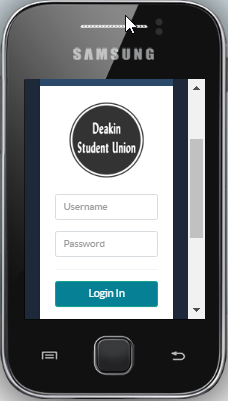 SAMSUNG
Deakin
Student Union
Username
Password
Login In